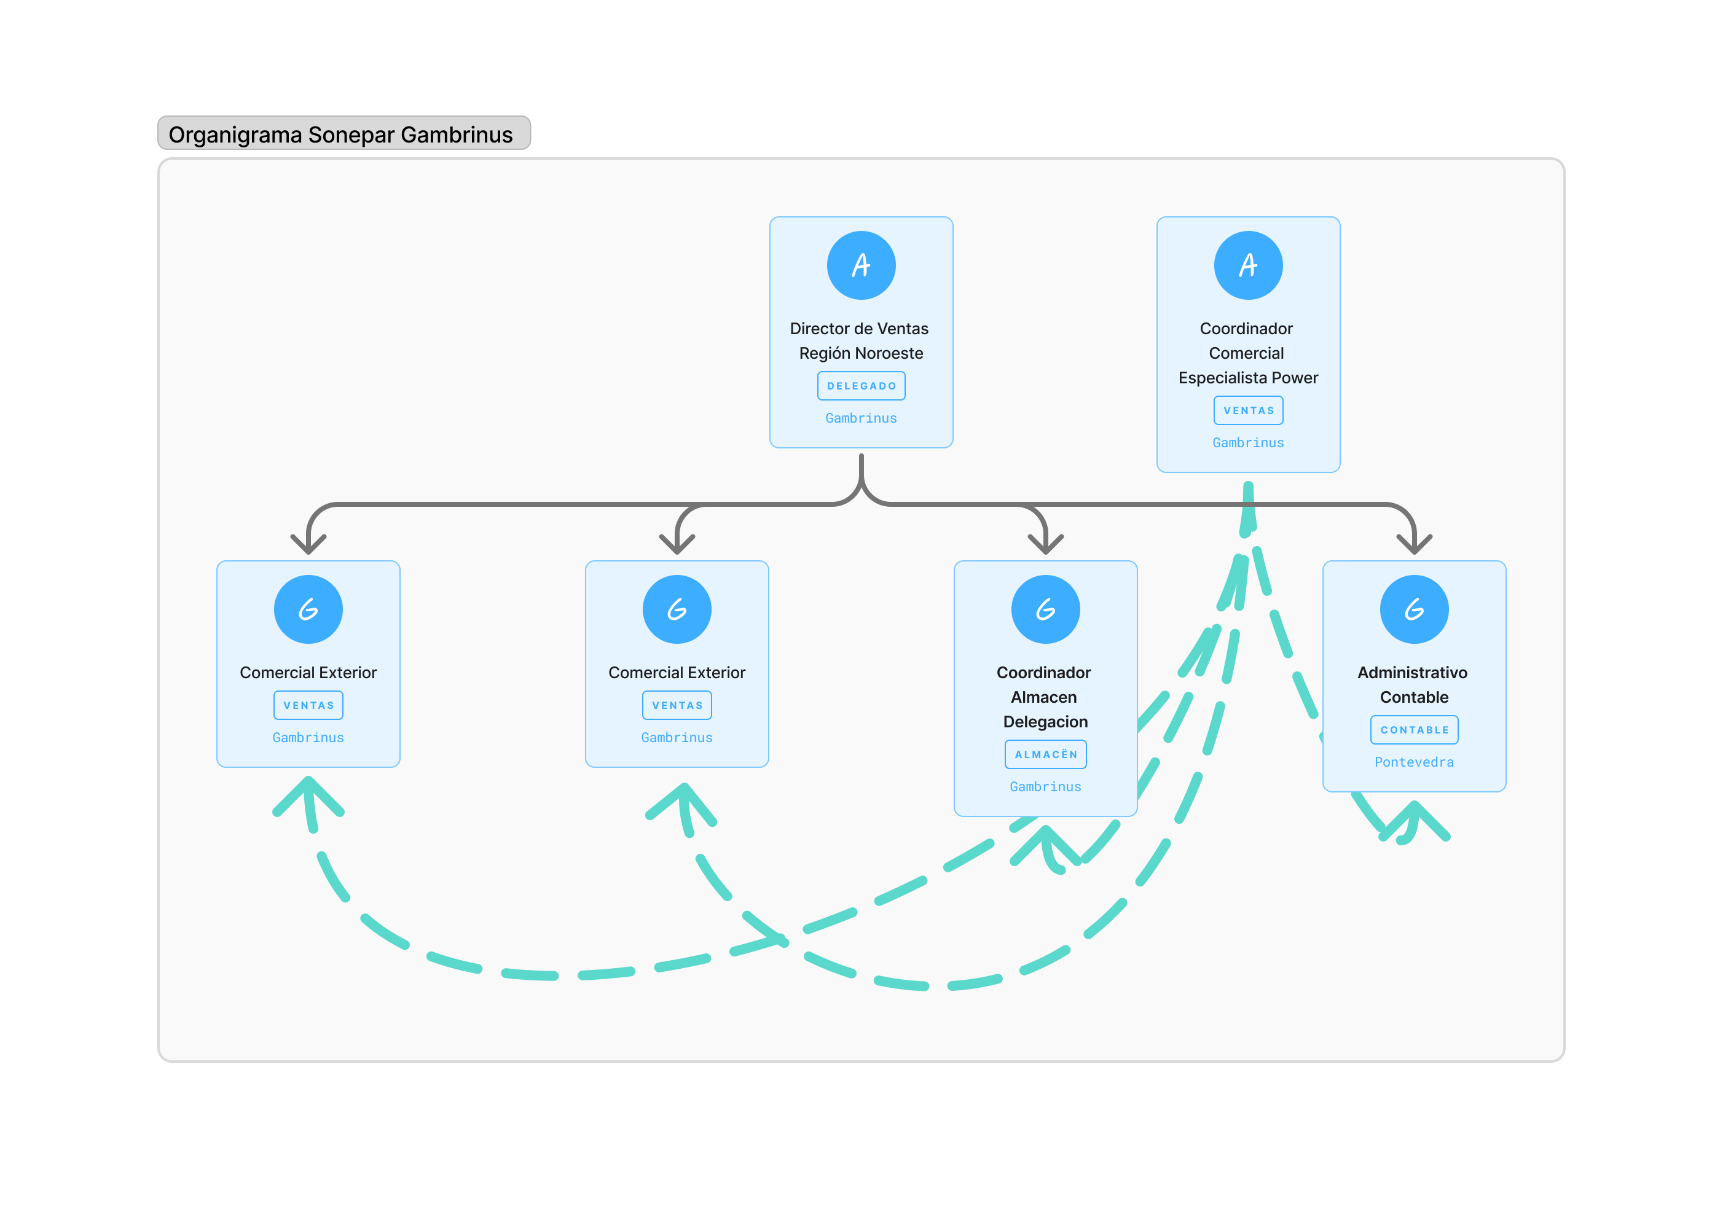 Organigrama Sonepar Gambrinus
A
Director de Ventas
Región Noroeste
DELEGADO
Gambrinus
A
Coordinador
Comercial
Especialista Power
VENTAS
Gambrinus
G
Comercial Exterior
VENTAS
Gambrinus
G
Comercial Exterior
VENTAS
Gambrinus
G
Coordinador
Almacen
Delegacion
ALMACËN
Gambrinus
G
Administrativo
Contable
CONTABLE
Pontevedra